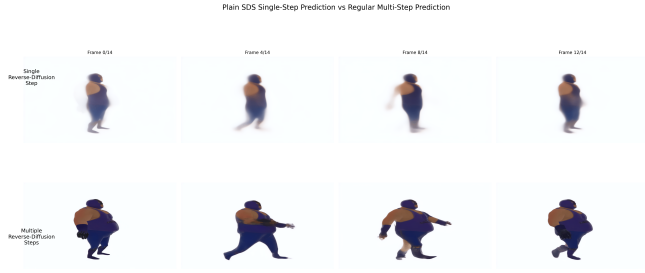 Plain SDS Single-Step Prediction vs Regular Multi-Step Prediction
Frame 0/14
Frame 4/14
Frame 8/14
Frame 12/14
Single
Reverse-Diffusion
Step
Multiple
Reverse-Diffusion
Steps